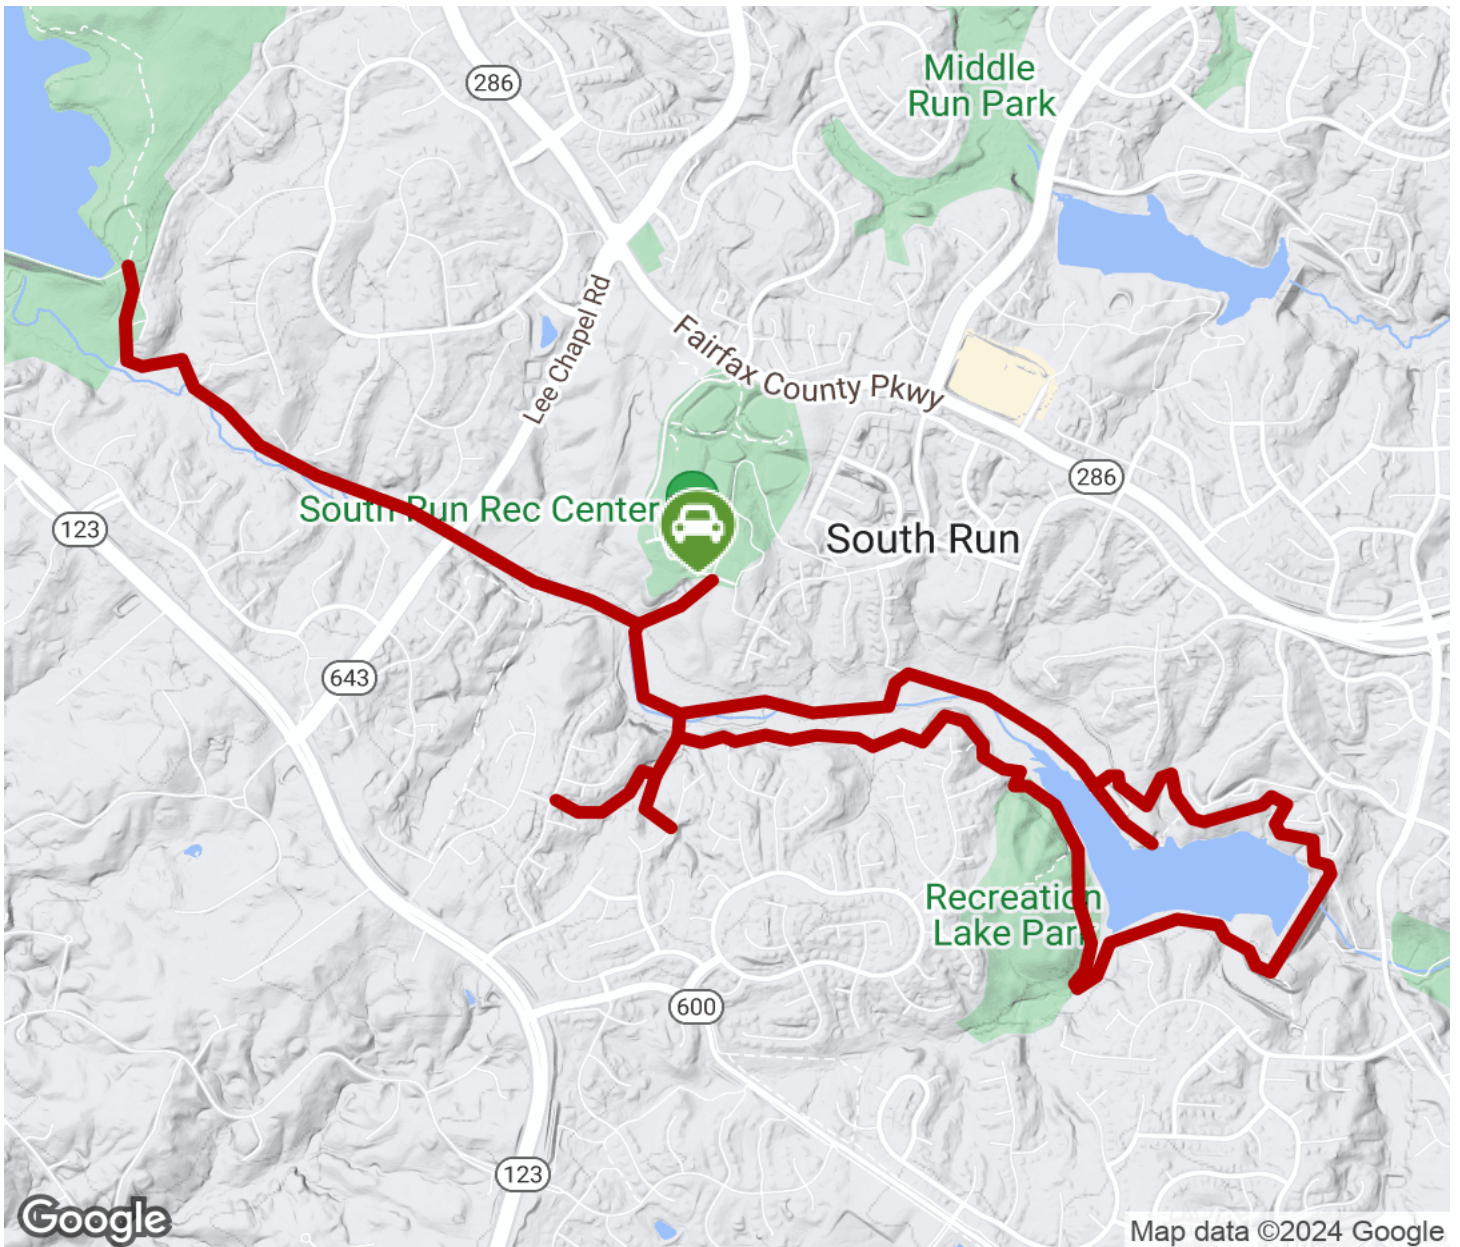 286
Middle
Run Park
Lee Chapel Rd
Fairfax County Pkwy
286
South Run Rec Center
123
South Run
643
Recreation
Lake Park
600
123
Google
Map data ©2024 Google